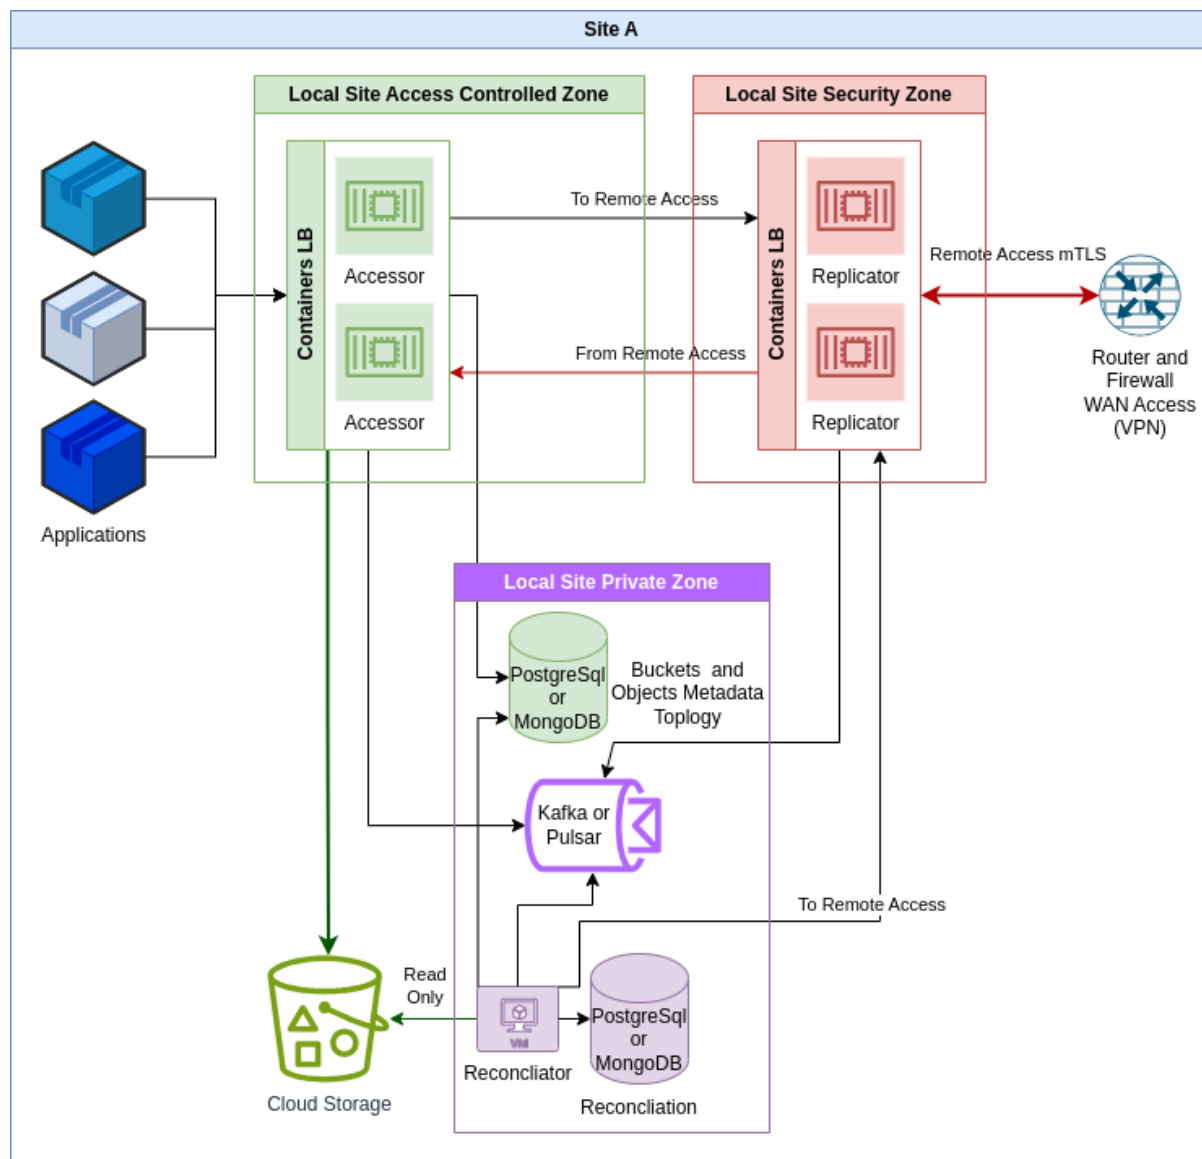 Site A
Local Site Access Controlled Zone
Local Site Security Zone
Containers LB
Accessor
Accessor
To Remote Access
From Remote Access
Containers LB
Replicator
Replicator
Remote Access mTLS
Router and
Firewall
WAN Access
(VPN)
Applications
Local Site Private Zone
PostgreSql
or
MongoDB
Buckets and
Objects Metadata
Toplogy
Kafka or
Pulsar
To Remote Access
Read
Only
VM
Reconcliator
PostgreSql
or
MongoDB
Reconcliation
Cloud Storage